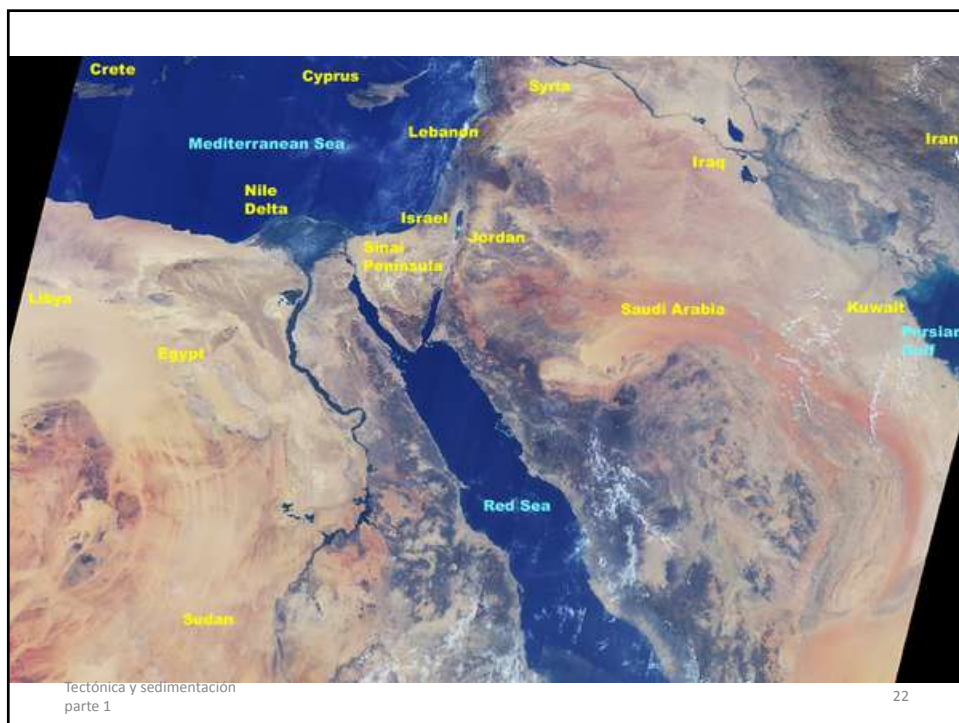 Crete
Cyprus
Syria
Lebanon
Mediterranean Sea
Iran
Iraq
Nile
Delta
Israel
Jordan
Sinai
Peninsula
Libya
Saudi Arabia
Kuwait
Persian
Gulf
Egypt
Red Sea
Sudan
Tectónica y sedimentación
parte 1
22